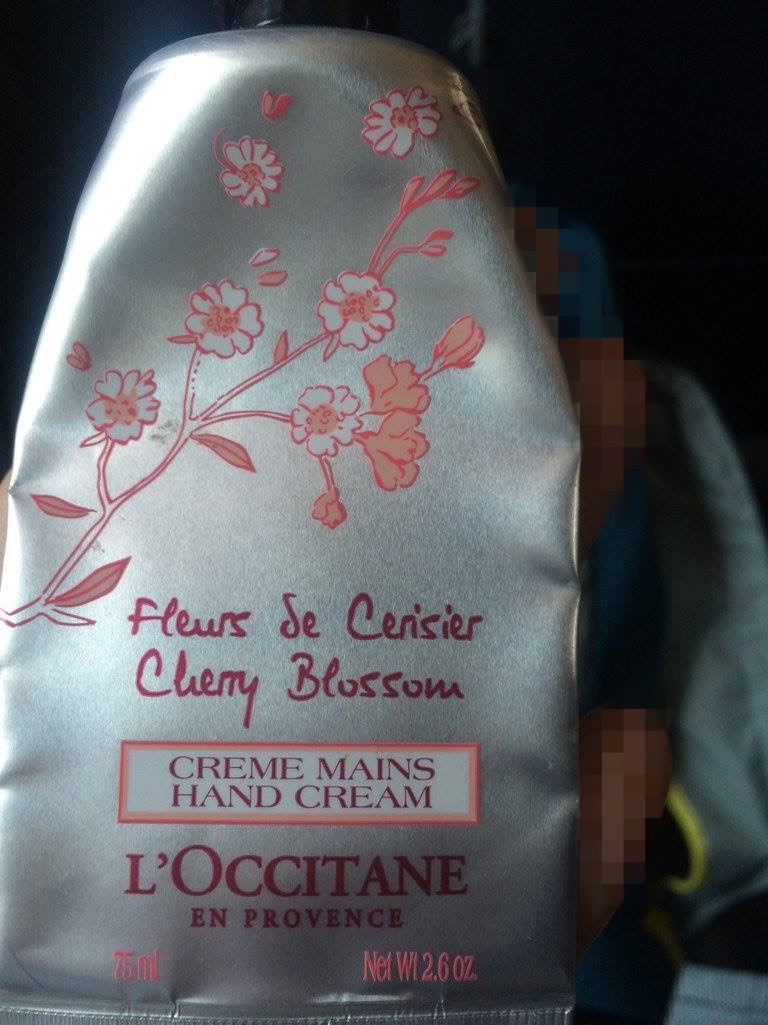 Fleurs de Cerisier
Cherry Blossom
CREME MAINS
HAND CREAM
L'OCCITANE
EN PROVENCE
75 ml Net Wt 2.6 oz.